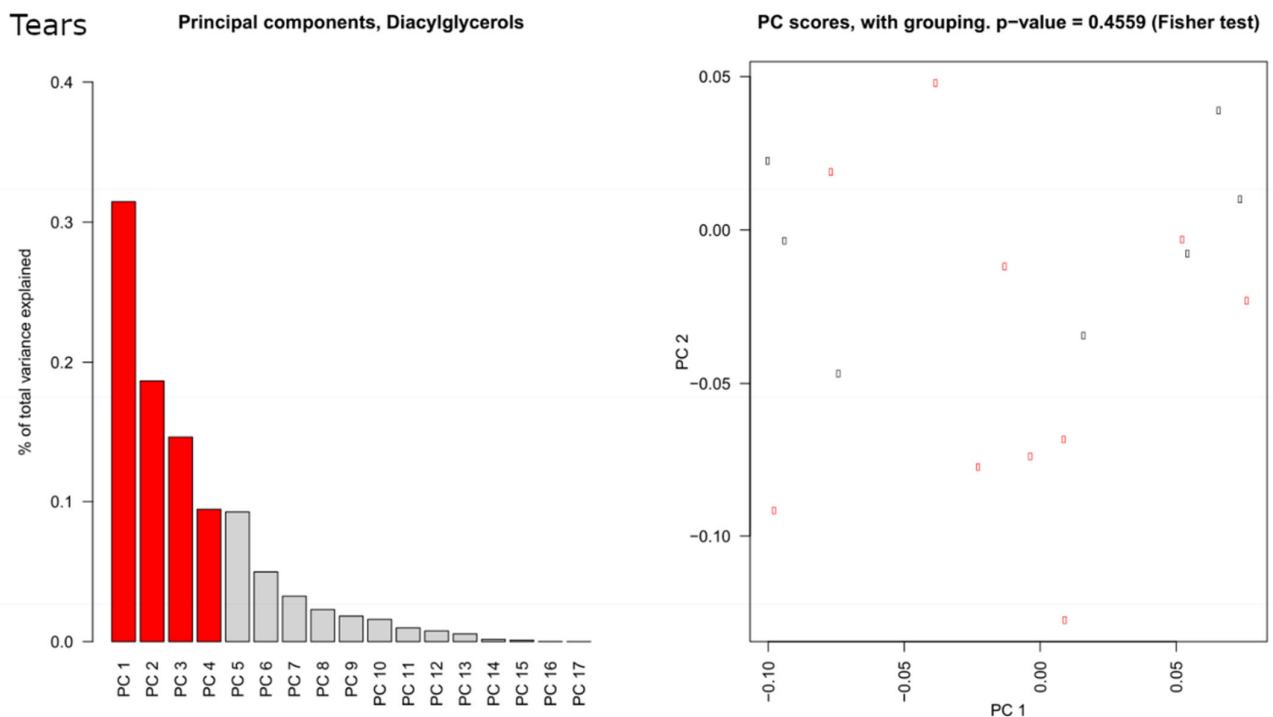 Tears
Principal components, Diacylglycerols
% of total variance explained
0.4
0.3
0.2
0.1
0.0
PC 1
PC 2
PC 3
PC 4
PC 5
PC 6
PC 7
PC 8
PC 9
PC 10
PC 11
PC 12
PC 13
PC 14
PC 15
PC 16
PC 17
PC scores, with grouping. p−value = 0.4559 (Fisher test)
PC 2
0.05
0.00
−0.05
−0.10
−0.10
−0.05
0.00
0.05
PC 1